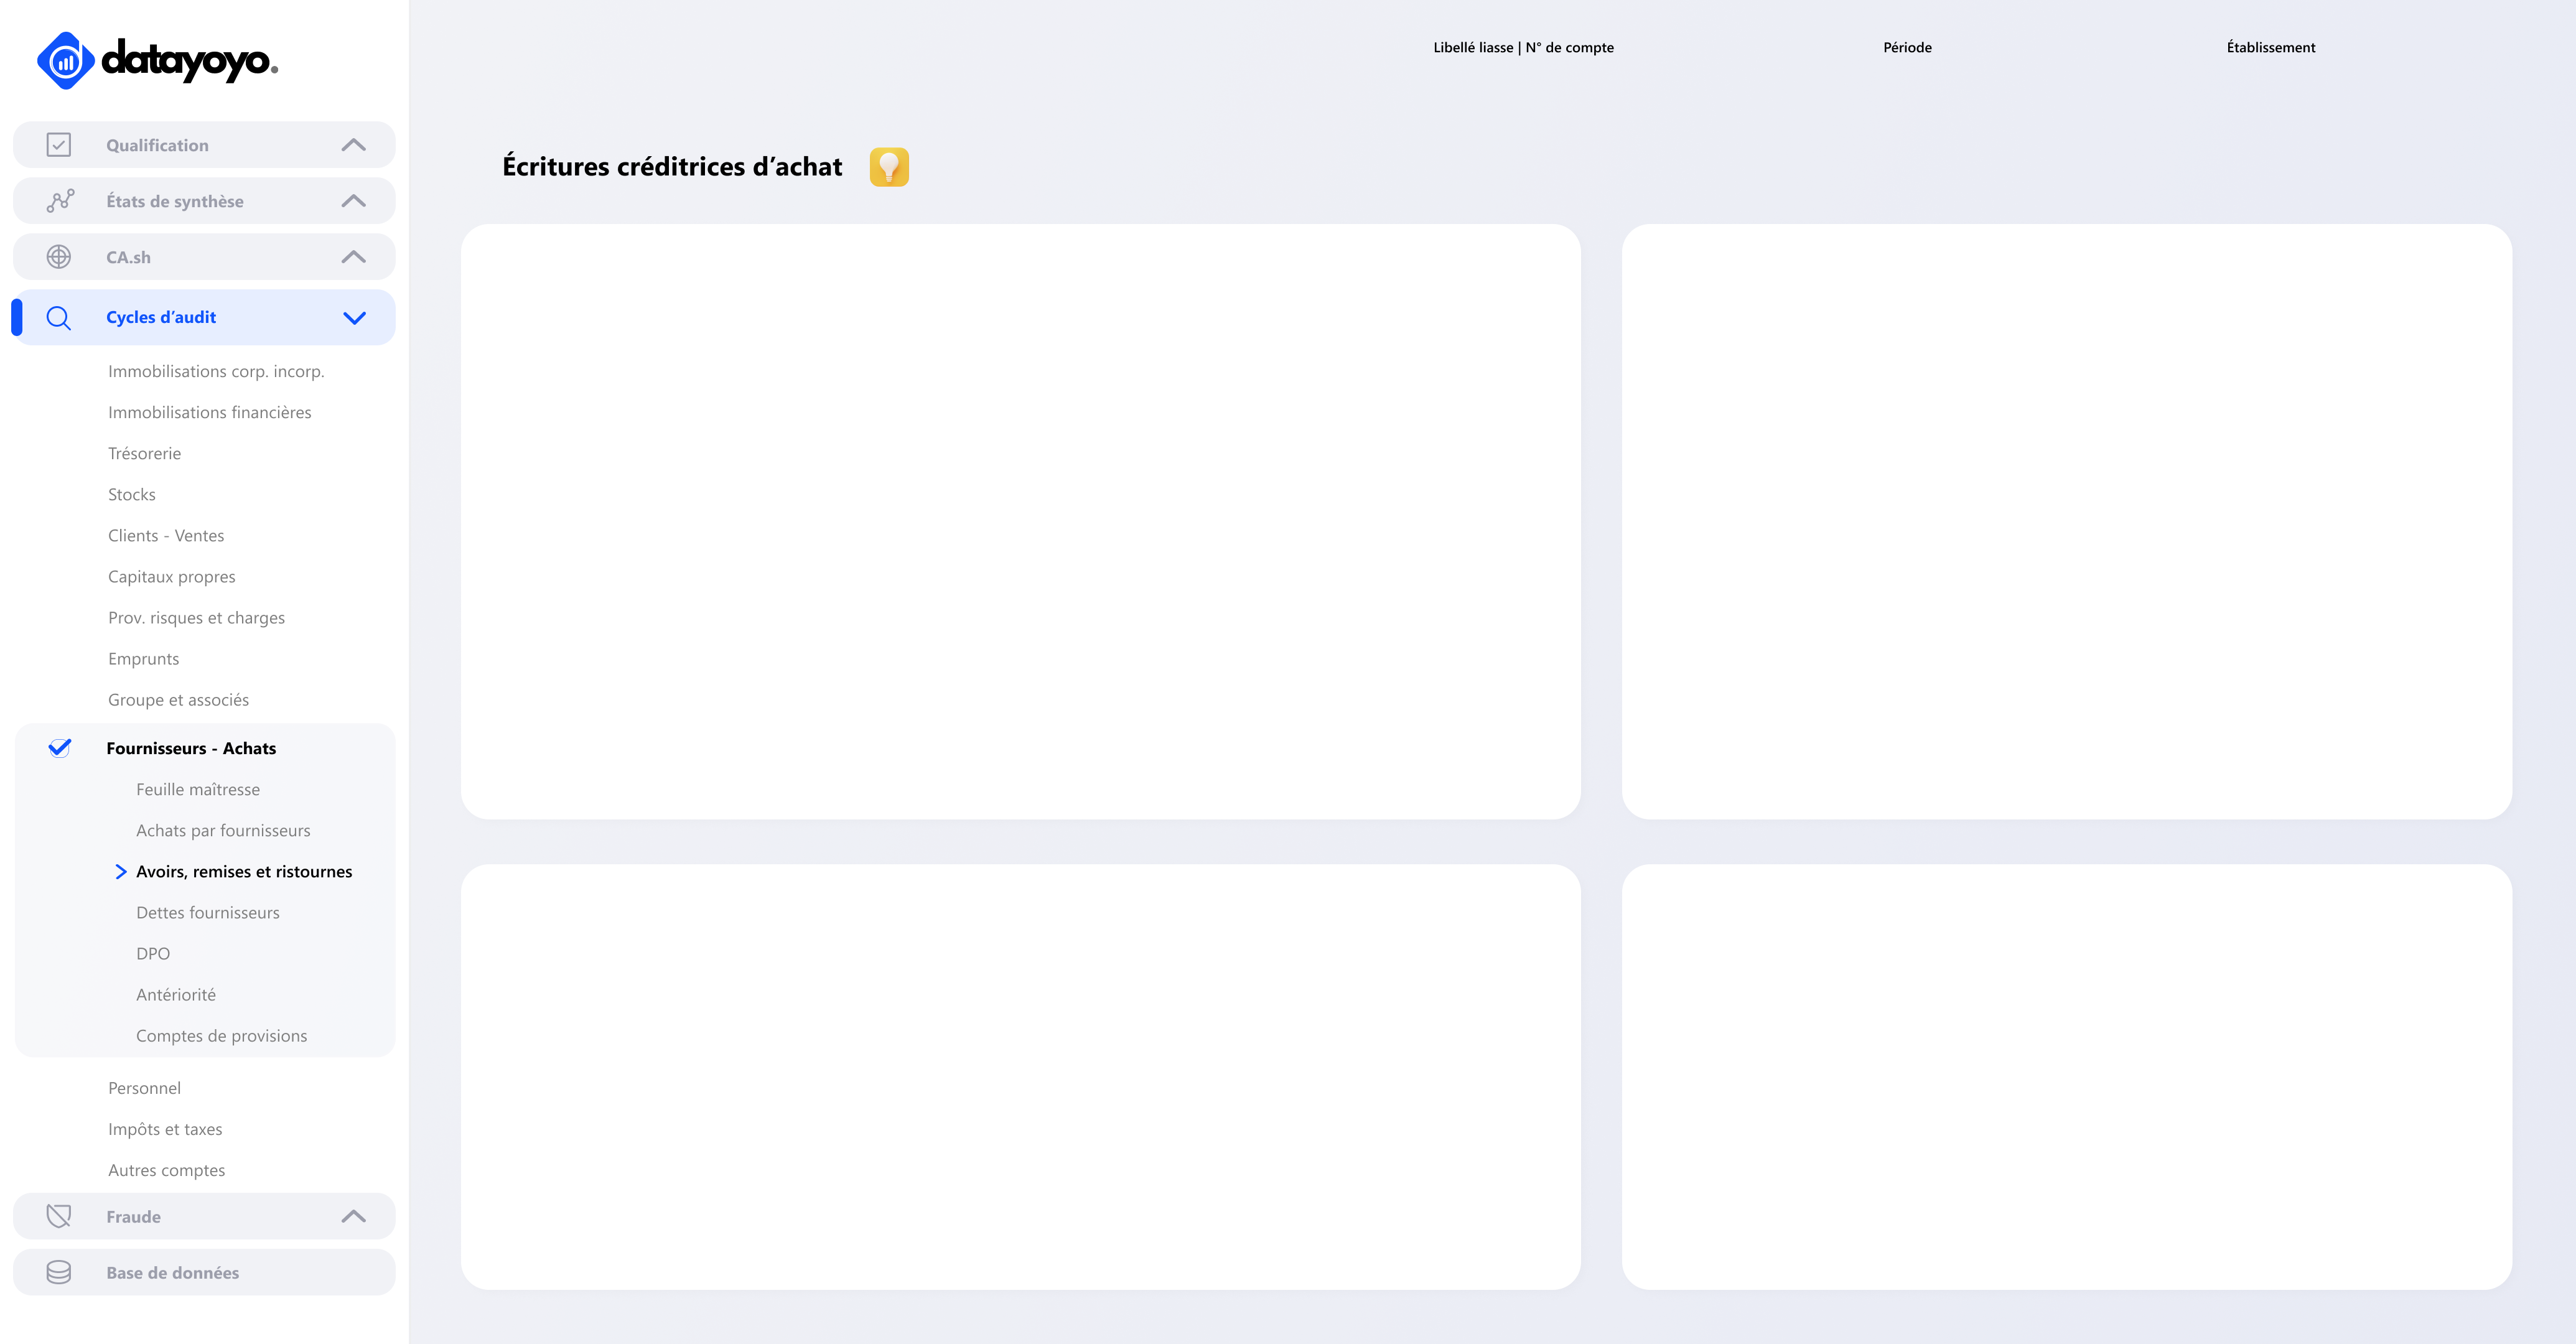 datayoyo.
Qualification
États de synthèse
CA.sh
Cycles d’audit
Immobilisations corp. incorp.
Immobilisations financières
Trésorerie
Stocks
Clients - Ventes
Capitaux propres
Prov. risques et charges
Emprunts
Groupe et associés
Fournisseurs - Achats
Feuille maîtresse
Achats par fournisseurs
Avoirs, remises et ristournes
Dettes fournisseurs
DPO
Antériorité
Comptes de provisions
Personnel
Impôts et taxes
Autres comptes
Fraude
Base de données
Libellé liasse | N° de compte
Période
Établissement
Écritures créditrices d’achat